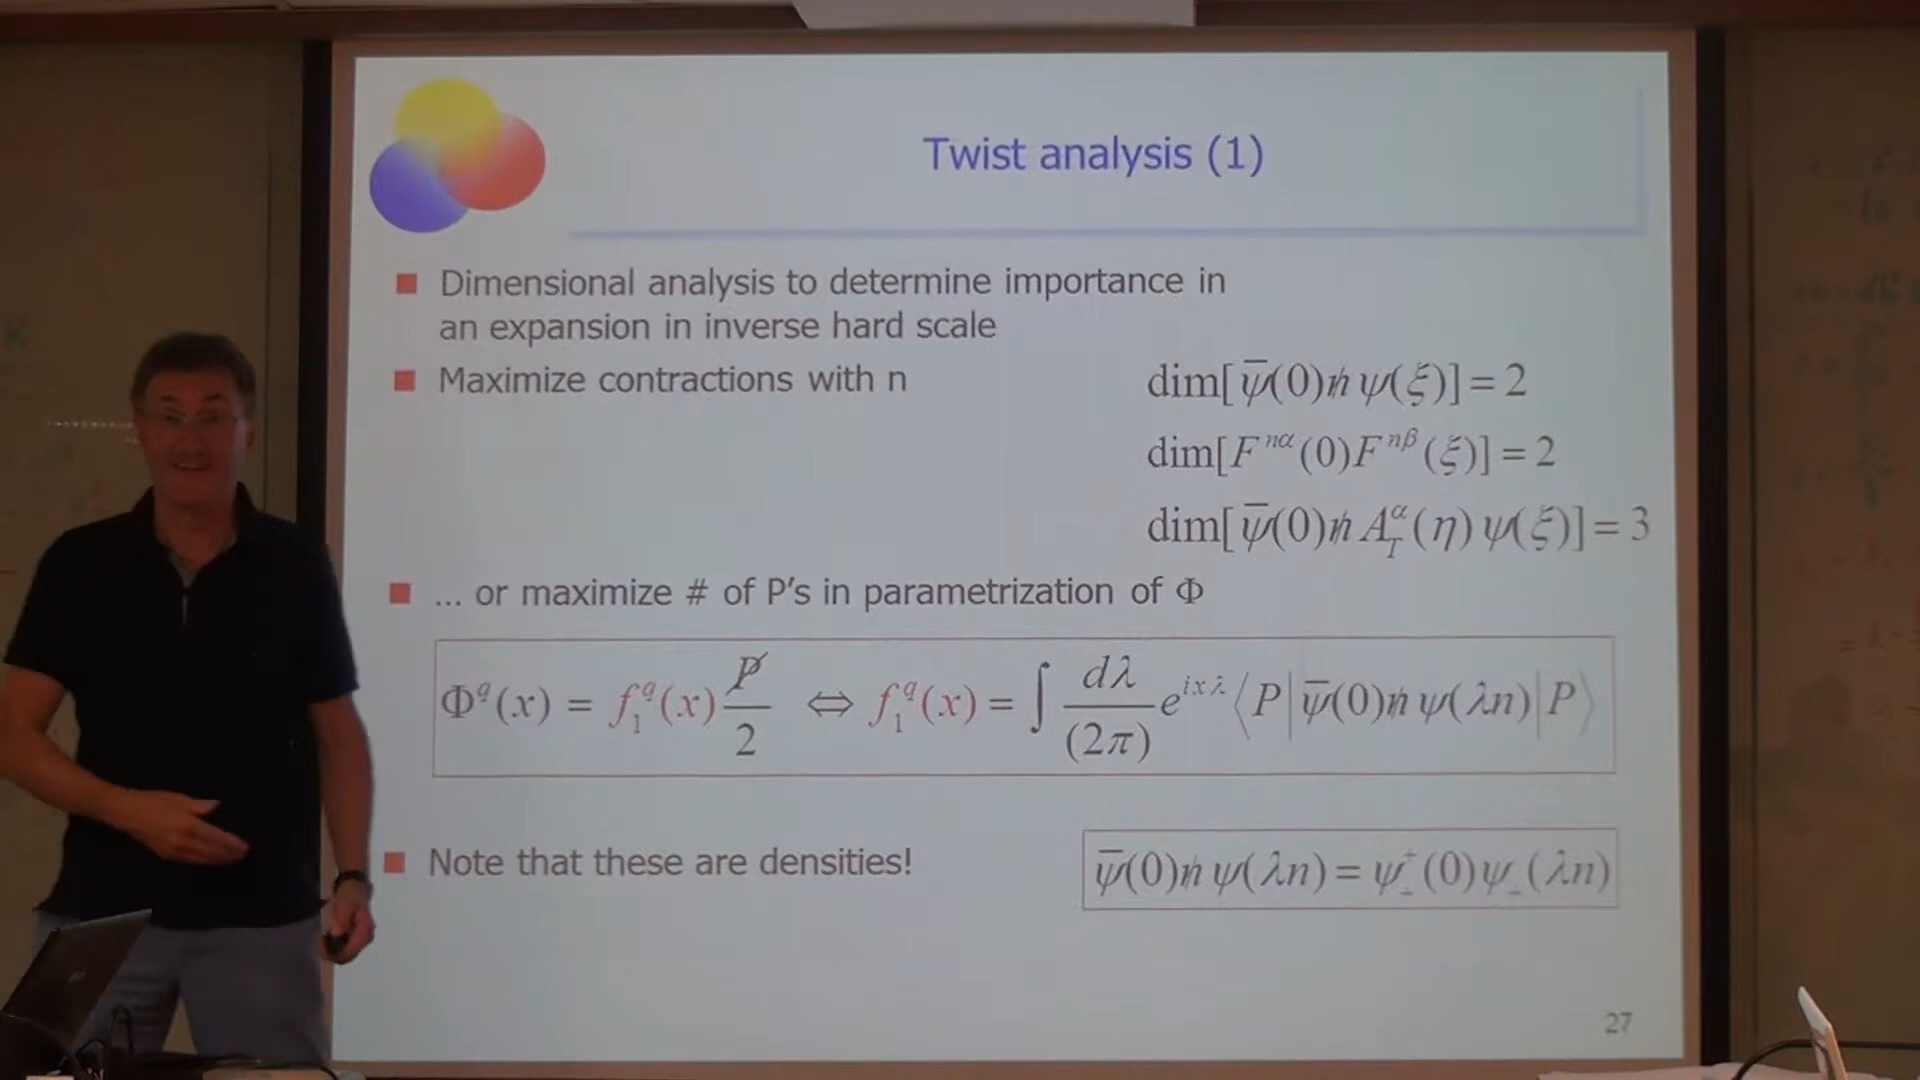 Twist analysis (1)
Dimensional analysis to determine importance in
an expansion in inverse hard scale
Maximize contractions with n
dim[ψ̅(0)n̸ ψ(ξ)] = 2
dim[F^{nα}(0)F^{nβ}(ξ)] = 2
dim[ψ̅(0)n̸ A_T^α(η) ψ(ξ)] = 3
... or maximize # of P's in parametrization of Φ
Φ^q(x) = f_1^q(x) P̸/2 ⇔ f_1^q(x) = ∫ dλ/(2π) e^{ixλ} ⟨P| ψ̅(0)n̸ ψ(λn) |P⟩
Note that these are densities!
ψ̅(0)n̸ ψ(λn) = ψ_-^+(0)ψ_-(λn)
27